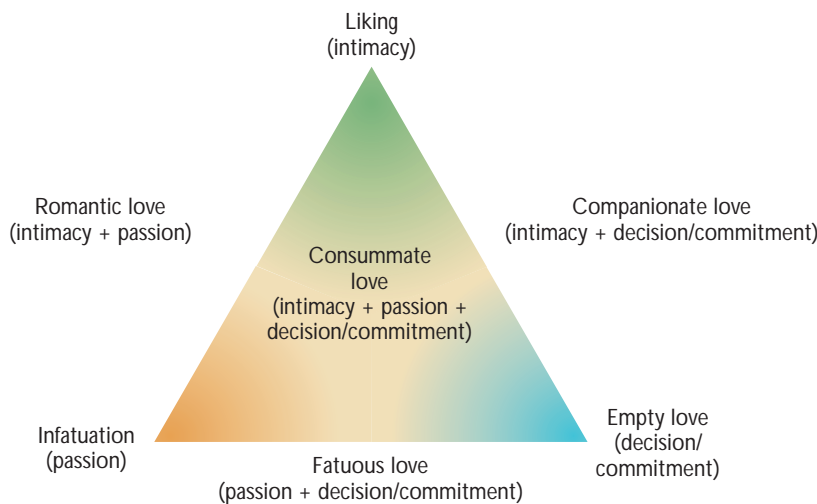 Liking
(intimacy)
Romantic love
(intimacy + passion)
Companionate love
(intimacy + decision/commitment)
Consummate
love
(intimacy + passion +
decision/commitment)
Infatuation
(passion)
Empty love
(decision/
commitment)
Fatuous love
(passion + decision/commitment)